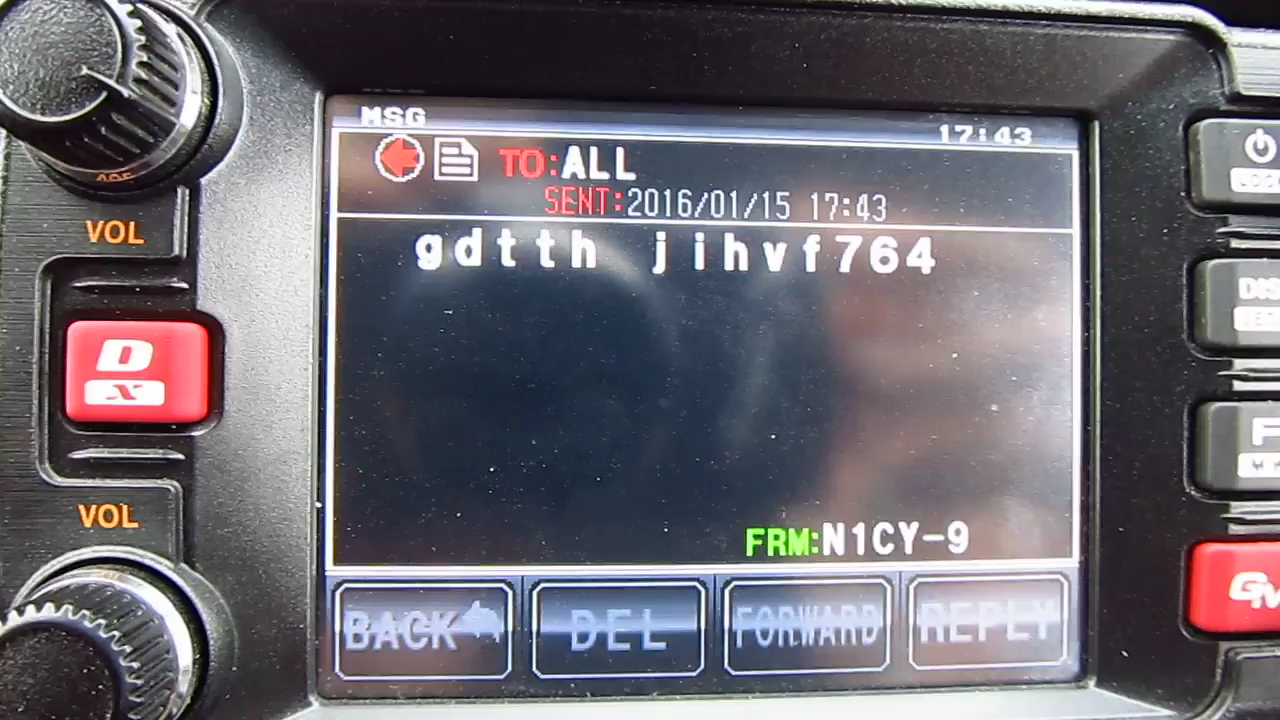 MSG
17:43
TO:ALL
SENT:2016/01/15 17:43
gdtth jihvf764
FRM:N1CY-9
BACK DEL FORWARD REPLY
VOL
D
X
VOL